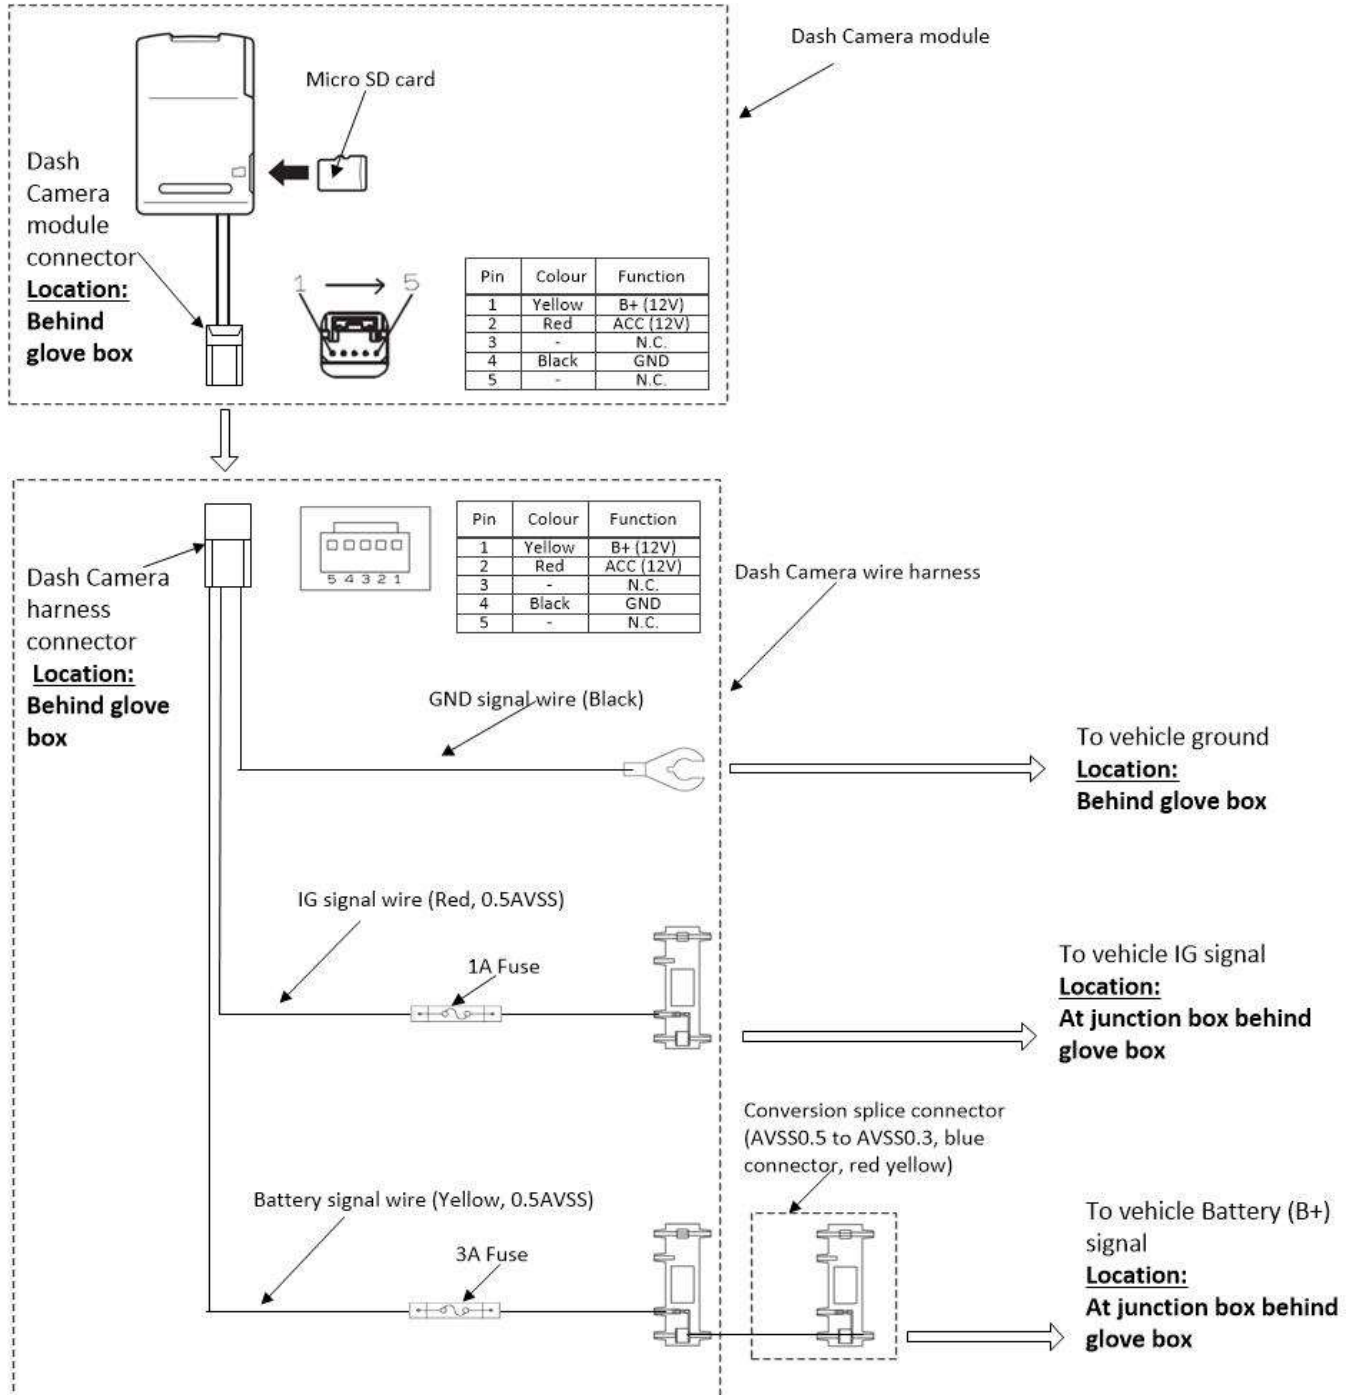 Dash Camera module
Micro SD card
Dash
Camera
module
connector
Location:
Behind
glove box
1
5
Pin Colour Function
1 Yellow B+ (12V)
2 Red ACC (12V)
3 - N.C.
4 Black GND
5 - N.C.
Pin Colour Function
1 Yellow B+ (12V)
2 Red ACC (12V)
3 - N.C.
4 Black GND
5 - N.C.
5 4 3 2 1
Dash Camera
harness
connector
Location:
Behind glove
box
Dash Camera wire harness
GND signal wire (Black)
To vehicle ground
Location:
Behind glove box
IG signal wire (Red, 0.5AVSS)
1A Fuse
To vehicle IG signal
Location:
At junction box behind
glove box
Conversion splice connector
(AVSS0.5 to AVSS0.3, blue
connector, red yellow)
Battery signal wire (Yellow, 0.5AVSS)
3A Fuse
To vehicle Battery (B+)
signal
Location:
At junction box behind
glove box